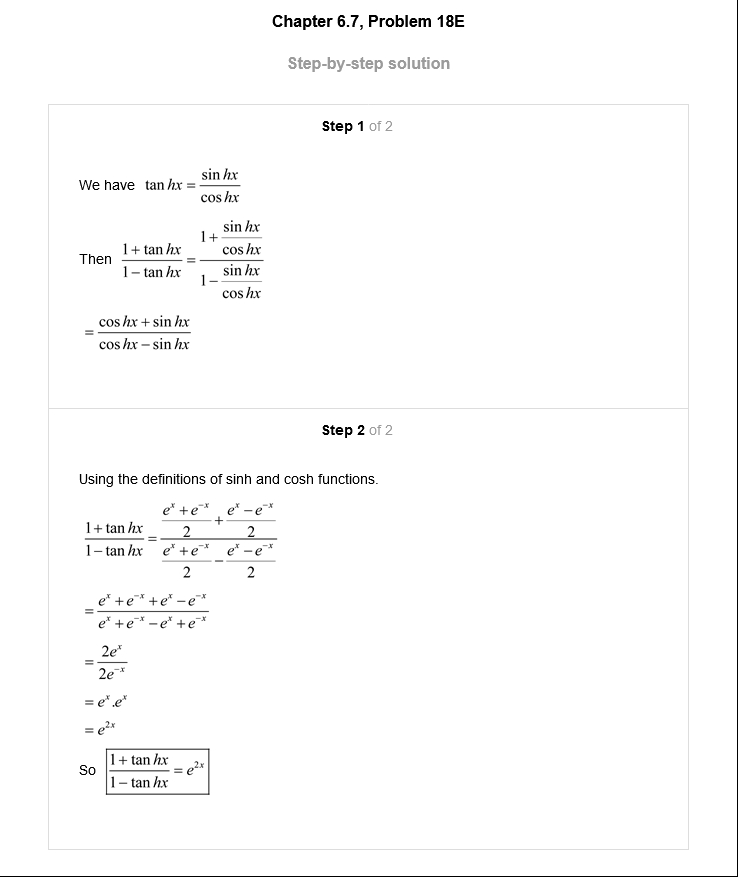 Chapter 6.7, Problem 18E
Step-by-step solution
Step 1 of 2
We have tan hx = \frac{sin hx}{cos hx}
Then \frac{1 + tan hx}{1 - tan hx} = \frac{1 + \frac{sin hx}{cos hx}}{1 - \frac{sin hx}{cos hx}}
= \frac{cos hx + sin hx}{cos hx - sin hx}
Step 2 of 2
Using the definitions of sinh and cosh functions.
\frac{1 + tan hx}{1 - tan hx} = \frac{\frac{e^x + e^{-x}}{2} + \frac{e^x - e^{-x}}{2}}{\frac{e^x + e^{-x}}{2} - \frac{e^x - e^{-x}}{2}}
= \frac{e^x + e^{-x} + e^x - e^{-x}}{e^x + e^{-x} - e^x + e^{-x}}
= \frac{2e^x}{2e^{-x}}
= e^x.e^x
= e^{2x}
So \frac{1 + tan hx}{1 - tan hx} = e^{2x}